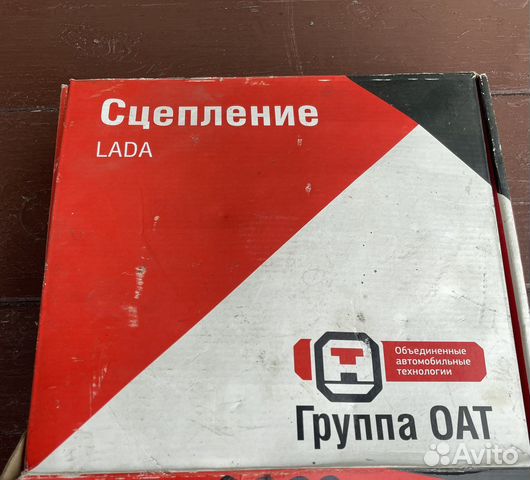 Сцепление
LADA
Объединенные
автомобильные
технологии
Группа ОАТ
Avito